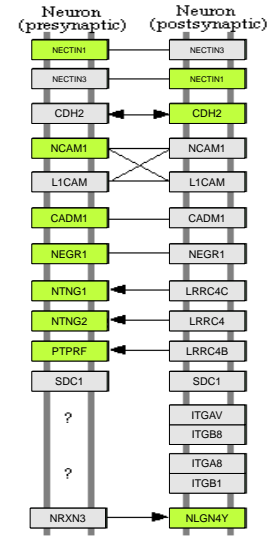 Neuron Neuron
(presynaptic) (postsynaptic)
NECTIN1 NECTIN3
NECTIN3 NECTIN1
CDH2 CDH2
NCAM1 NCAM1
L1CAM L1CAM
CADM1 CADM1
NEGR1 NEGR1
NTNG1 LRRC4C
NTNG2 LRRC4
PTPRF LRRC4B
SDC1 SDC1
? ITGAV
ITGB8
? ITGA8
ITGB1
NRXN3 NLGN4Y